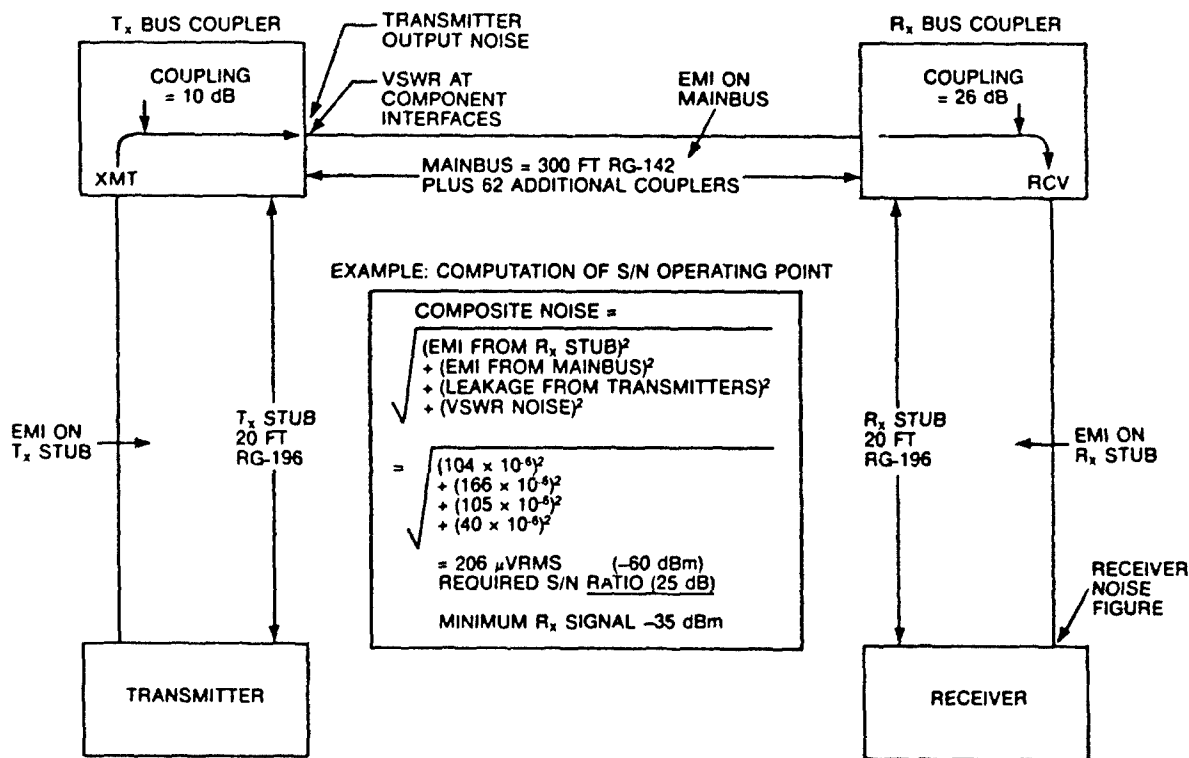 Tx BUS COUPLER
COUPLING
= 10 dB
XMT
TRANSMITTER
OUTPUT NOISE
VSWR AT
COMPONENT
INTERFACES
EMI ON
MAINBUS
MAINBUS = 300 FT RG-142
PLUS 62 ADDITIONAL COUPLERS
Rx BUS COUPLER
COUPLING
= 26 dB
RCV
EXAMPLE: COMPUTATION OF S/N OPERATING POINT
COMPOSITE NOISE =
√ (EMI FROM Rx STUB)²
+ (EMI FROM MAINBUS)²
+ (LEAKAGE FROM TRANSMITTERS)²
+ (VSWR NOISE)²
= √ (104 × 10⁻⁶)²
+ (166 × 10⁻⁶)²
+ (105 × 10⁻⁶)²
+ (40 × 10⁻⁶)²
= 206 μVRMS (–60 dBm)
REQUIRED S/N RATIO (25 dB)
MINIMUM Rx SIGNAL –35 dBm
EMI ON
Tx STUB
Tx STUB
20 FT
RG-196
Rx STUB
20 FT
RG-196
EMI ON
Rx STUB
RECEIVER
NOISE
FIGURE
TRANSMITTER
RECEIVER